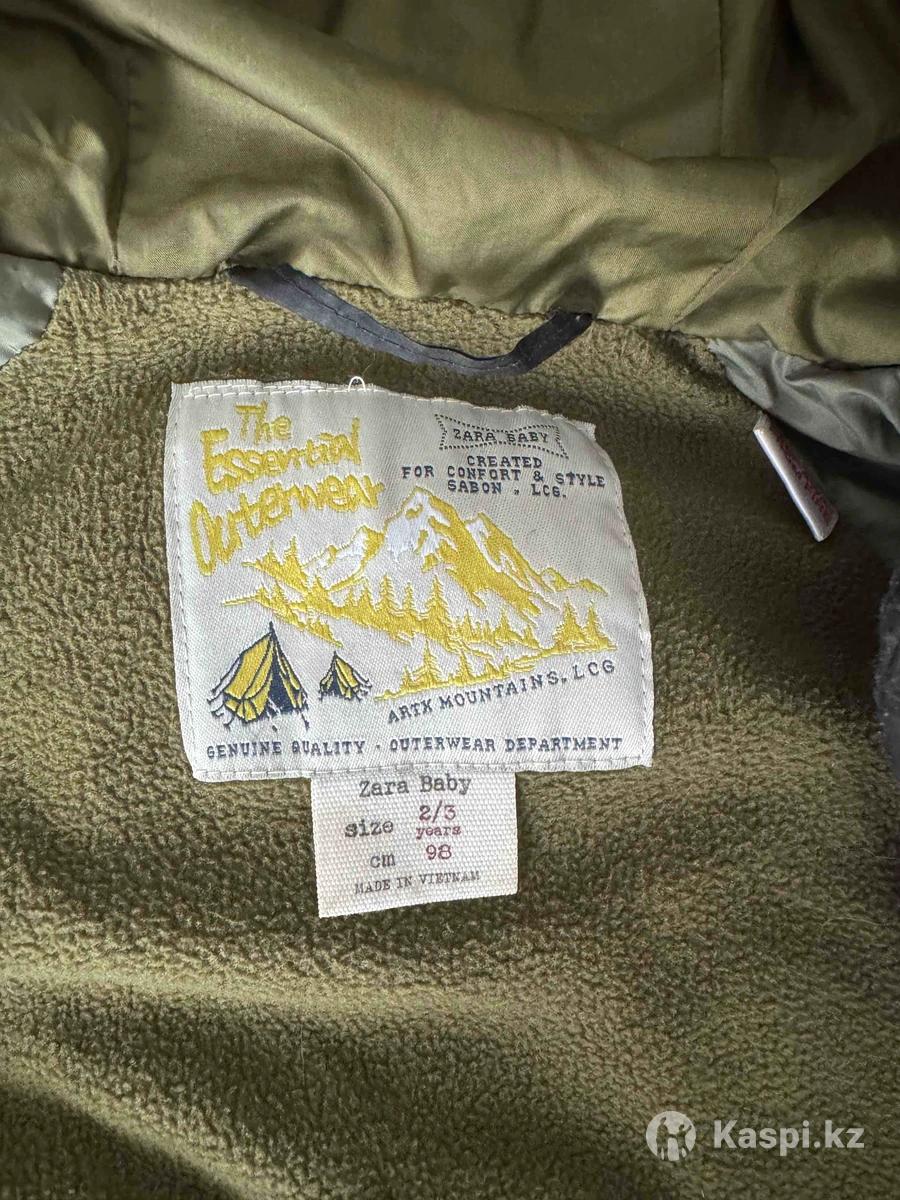 The
Essential
Outerwear
ZARA BABY
CREATED
FOR CONFORT & STYLE
SABON . LCG.
ARTX MOUNTAINS, LCG
GENUINE QUALITY · OUTERWEAR DEPARTMENT
Zara Baby
size 2/3
years
cm 98
MADE IN VIETNAM
Kaspi.kz